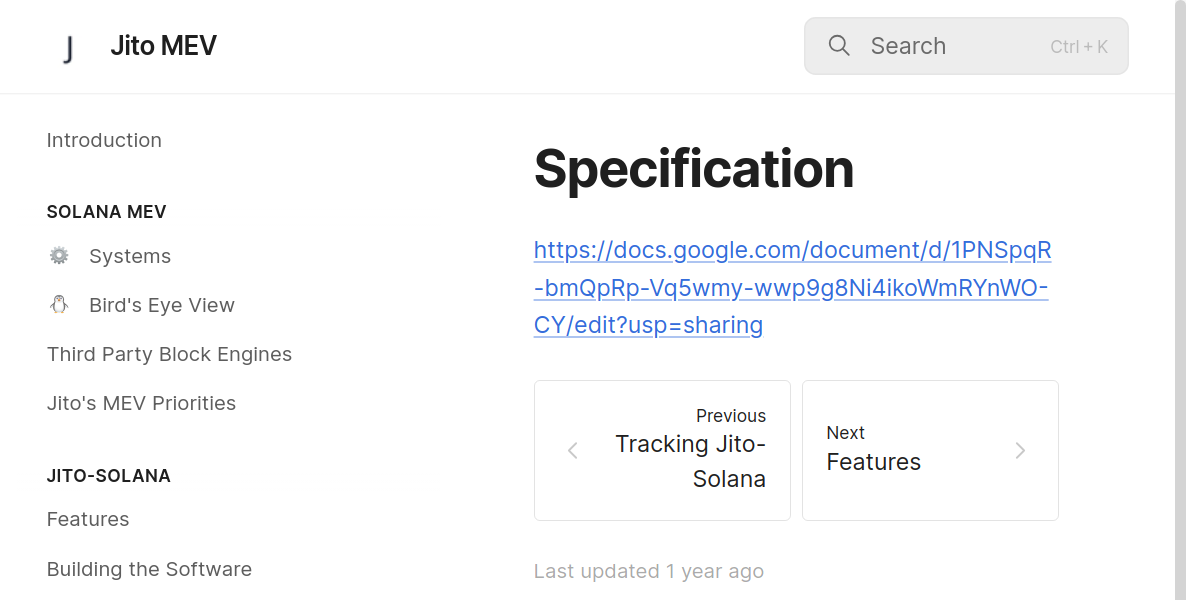 Jito MEV
Search
Ctrl + K
Introduction
SOLANA MEV
Systems
Bird's Eye View
Third Party Block Engines
Jito's MEV Priorities
JITO-SOLANA
Features
Building the Software
Specification
https://docs.google.com/document/d/1PNSpqR
-bmQpRp-Vq5wmy-wwp9g8Ni4ikoWmRYnWO-
CY/edit?usp=sharing
Previous
Tracking Jito-
Solana
Next
Features
Last updated 1 year ago